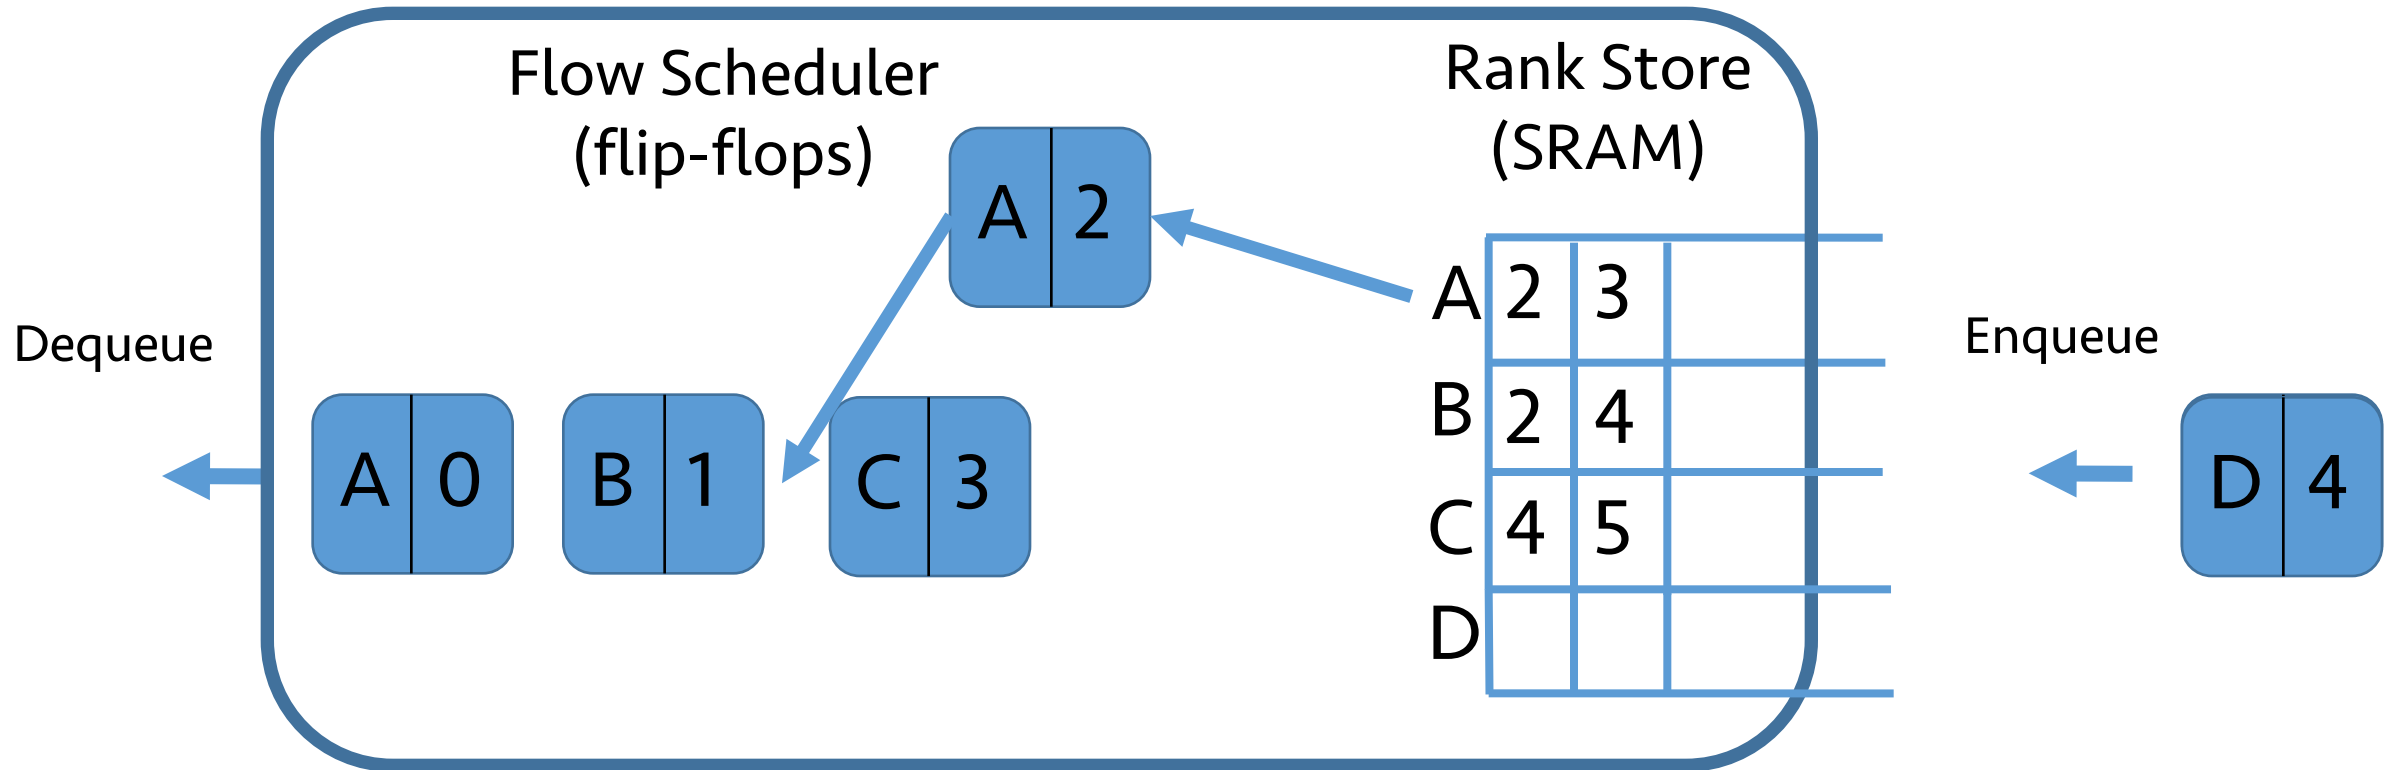 Flow Scheduler
(flip-flops)
Rank Store
(SRAM)
A 2
A 2 3
Dequeue
Enqueue
B 2 4
A 0
B 1
C 3
D 4
C 4 5
D